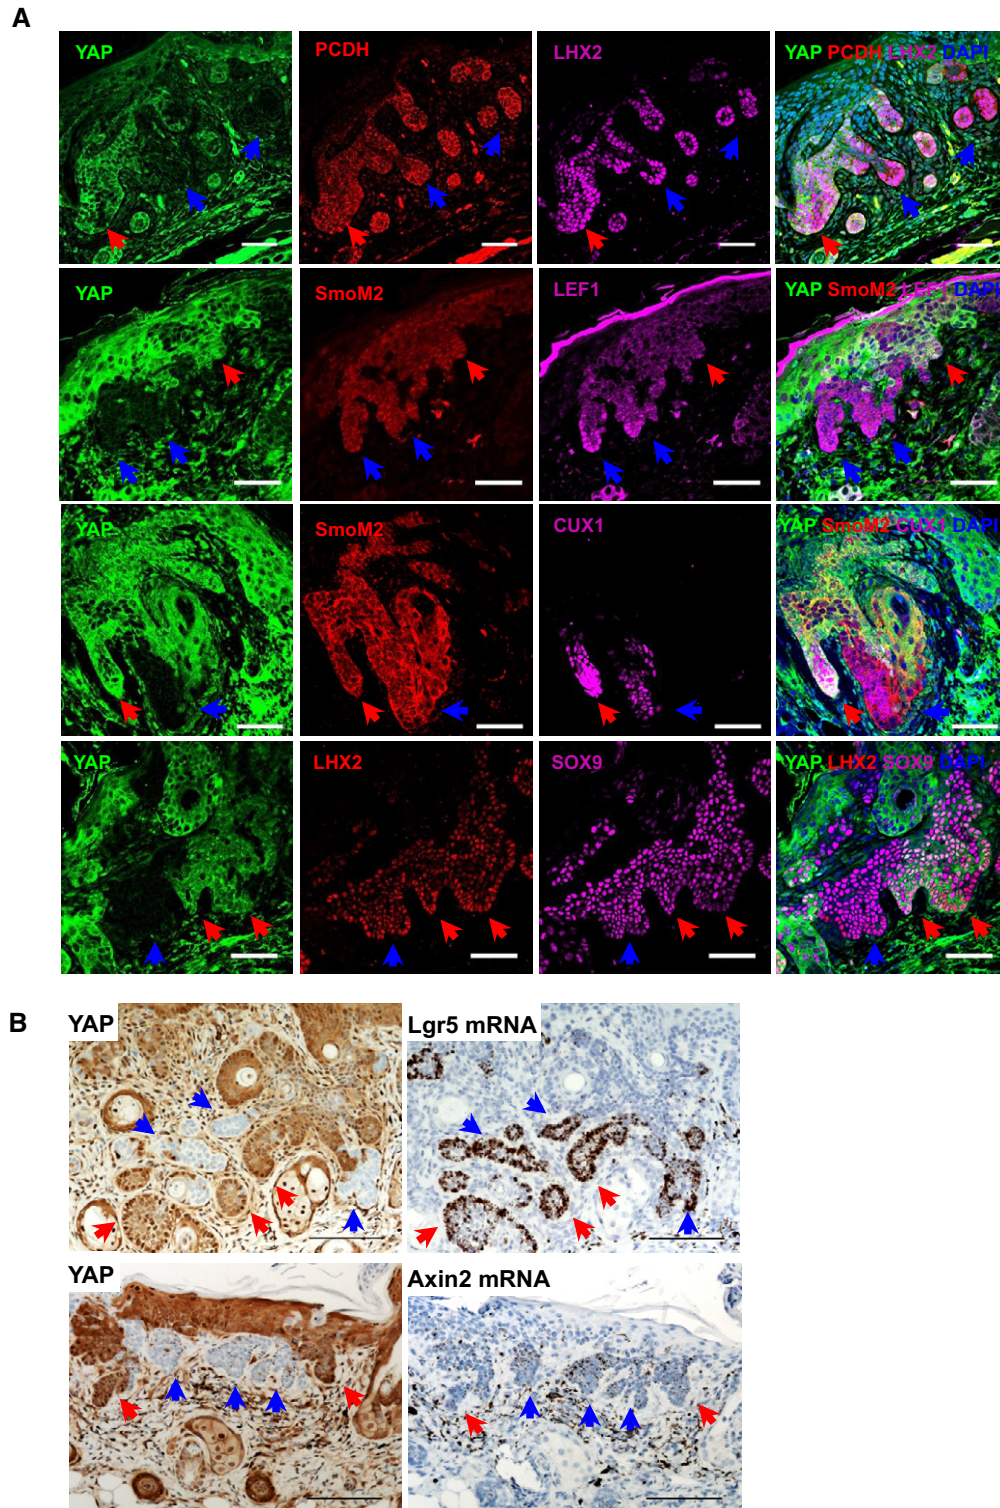 A
YAP
PCDH
LHX2
YAP PCDH LHX2 DAPI
YAP
SmoM2
LEF1
YAP SmoM2 LEF1 DAPI
YAP
SmoM2
CUX1
YAP SmoM2 CUX1 DAPI
YAP
LHX2
SOX9
YAP LHX2 SOX9 DAPI
B
YAP
Lgr5 mRNA
YAP
Axin2 mRNA